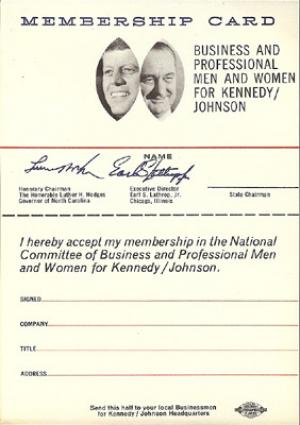 MEMBERSHIP CARD
BUSINESS AND
PROFESSIONAL
MEN AND WOMEN
FOR KENNEDY/
JOHNSON
NAME
Honorary Chairman
The Honorable Luther H. Hodges
Governor of North Carolina
Executive Director
Earl S. Lathrop, Jr.
Chicago, Illinois
State Chairman
I hereby accept my membership in the National
Committee of Business and Professional Men
and Women for Kennedy/Johnson.
SIGNED
COMPANY
TITLE
ADDRESS
Send this half to your local Businessmen
for Kennedy / Johnson Headquarters